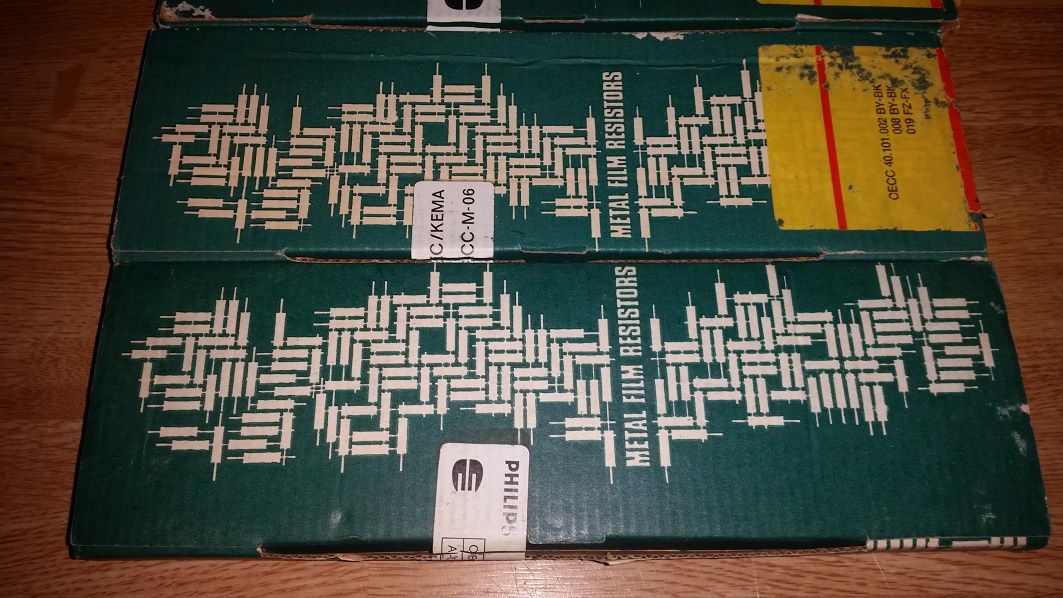 METAL FILM RESISTORS
CECC 40.101.002 BY-BK
008 BY-BK
019 FZ-FX
C/KEMA
CC-M-06
METAL FILM RESISTORS
PHILIPS